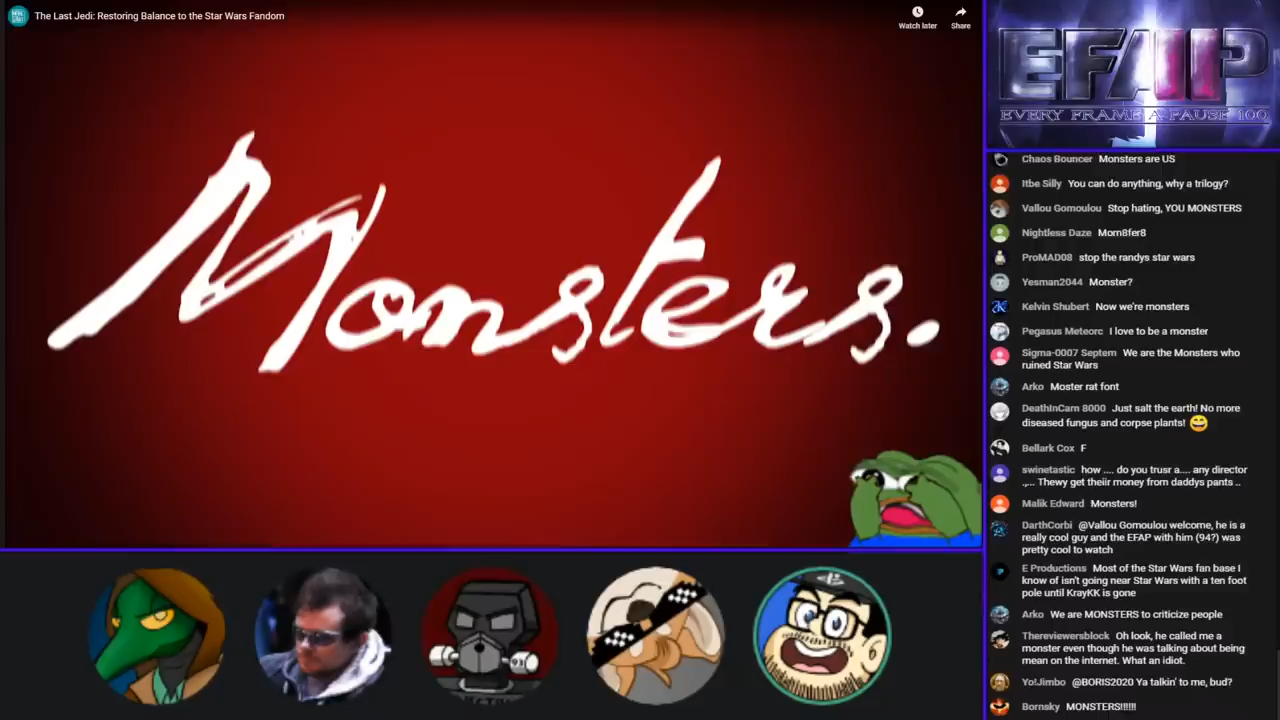 The Last Jedi: Restoring Balance to the Star Wars Fandom
Watch later
Share
Monsters.
EFAP
EVERY FRAME A PAUSE 100
Chaos Bouncer Monsters are US
Itbe Silly You can do anything, why a trilogy?
Vallou Gomoulou Stop hating, YOU MONSTERS
Nightless Daze Morn8fer8
ProMAD08 stop the randys star wars
Yesman2044 Monster?
Kelvin Shubert Now we're monsters
Pegasus Meteorc I love to be a monster
Sigma-0007 Septem We are the Monsters who
ruined Star Wars
Arko Moster rat font
DeathInCam 8000 Just salt the earth! No more
diseased fungus and corpse plants! 😄
Bellark Cox F
swinetastic how .... do you trusr a.... any director
.,... Thewy get theiir money from daddys pants ..
Malik Edward Monsters!
DarthCorbi @Vallou Gomoulou welcome, he is a
really cool guy and the EFAP with him (94?) was
pretty cool to watch
E Productions Most of the Star Wars fan base I
know of isn't going near Star Wars with a ten foot
pole until KrayKK is gone
Arko We are MONSTERS to criticize people
Thereviewersblock Oh look, he called me a
monster even though he was talking about being
mean on the internet. What an idiot.
Yo!Jimbo @BORIS2020 Ya talkin' to me, bud?
Bornsky MONSTERS!!!!!!